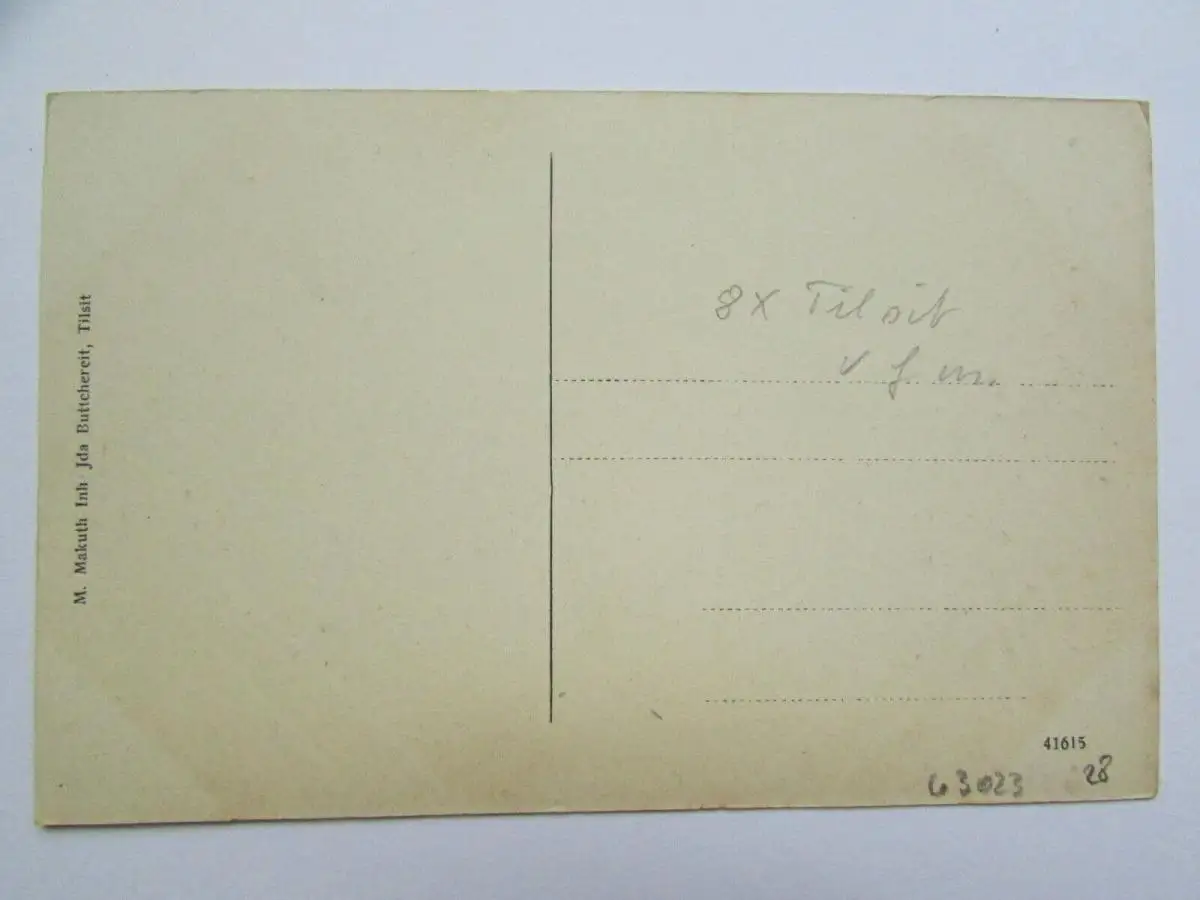 M. Makuth Inh Jda Buttchereit, Tilsit
8x Tilsit
v f m.
41615
63023 28